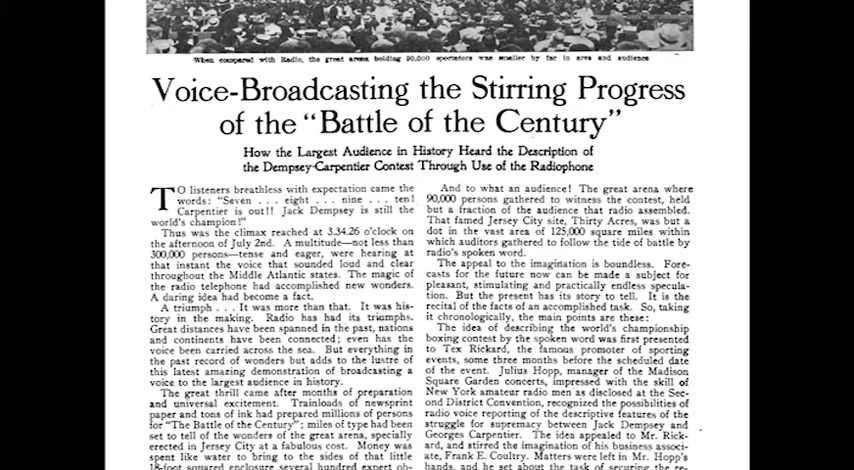 When compared with Radio, the great arena holding 90,000 spectators was smaller by far in area and audience
Voice-Broadcasting the Stirring Progress
of the “Battle of the Century”
How the Largest Audience in History Heard the Description of
the Dempsey-Carpentier Contest Through Use of the Radiophone
TO listeners breathless with expectation came the
words: “Seven . . . eight . . . nine . . . ten!
Carpentier is out!! Jack Dempsey is still the
world's champion!”
Thus was the climax reached at 3.34.26 o'clock on
the afternoon of July 2nd. A multitude—not less than
300,000 persons—tense and eager, were hearing at
that instant the voice that sounded loud and clear
throughout the Middle Atlantic states. The magic of
the radio telephone had accomplished new wonders.
A daring idea had become a fact.
A triumph . . . It was more than that. It was his-
tory in the making. Radio has had its triumphs.
Great distances have been spanned in the past, nations
and continents have been connected; even has the
voice been carried across the sea. But everything in
the past record of wonders but adds to the lustre of
this latest amazing demonstration of broadcasting a
voice to the largest audience in history.
The great thrill came after months of preparation
and universal excitement. Trainloads of newsprint
paper and tons of ink had prepared millions of persons
for “The Battle of the Century”; miles of type had been
set to tell of the wonders of the great arena, specially
erected in Jersey City at a fabulous cost. Money was
spent like water to bring to the sides of that little
18-foot squared enclosure several hundred expert ob-
And to what an audience! The great arena where
90,000 persons gathered to witness the contest, held
but a fraction of the audience that radio assembled.
That famed Jersey City site, Thirty Acres, was but a
dot in the vast area of 125,000 square miles within
which auditors gathered to follow the tide of battle by
radio's spoken word.
The appeal to the imagination is boundless. Fore-
casts for the future now can be made a subject for
pleasant, stimulating and practically endless specula-
tion. But the present has its story to tell. It is the
recital of the facts of an accomplished task. So, taking
it chronologically, the main points are these:
The idea of describing the world's championship
boxing contest by the spoken word was first presented
to Tex Rickard, the famous promoter of sporting
events, some three months before the scheduled date
of the event. Julius Hopp, manager of the Madison
Square Garden concerts, impressed with the skill of
New York amateur radio men as disclosed at the Sec-
ond District Convention, recognized the possibilities of
radio voice reporting of the descriptive features of the
struggle for supremacy between Jack Dempsey and
Georges Carpentier. The idea appealed to Mr. Rick-
ard, and stirred the imagination of his business associ-
ate, Frank E. Coultry. Matters were left in Mr. Hopp's
hands, and he set about the task of securing the re-